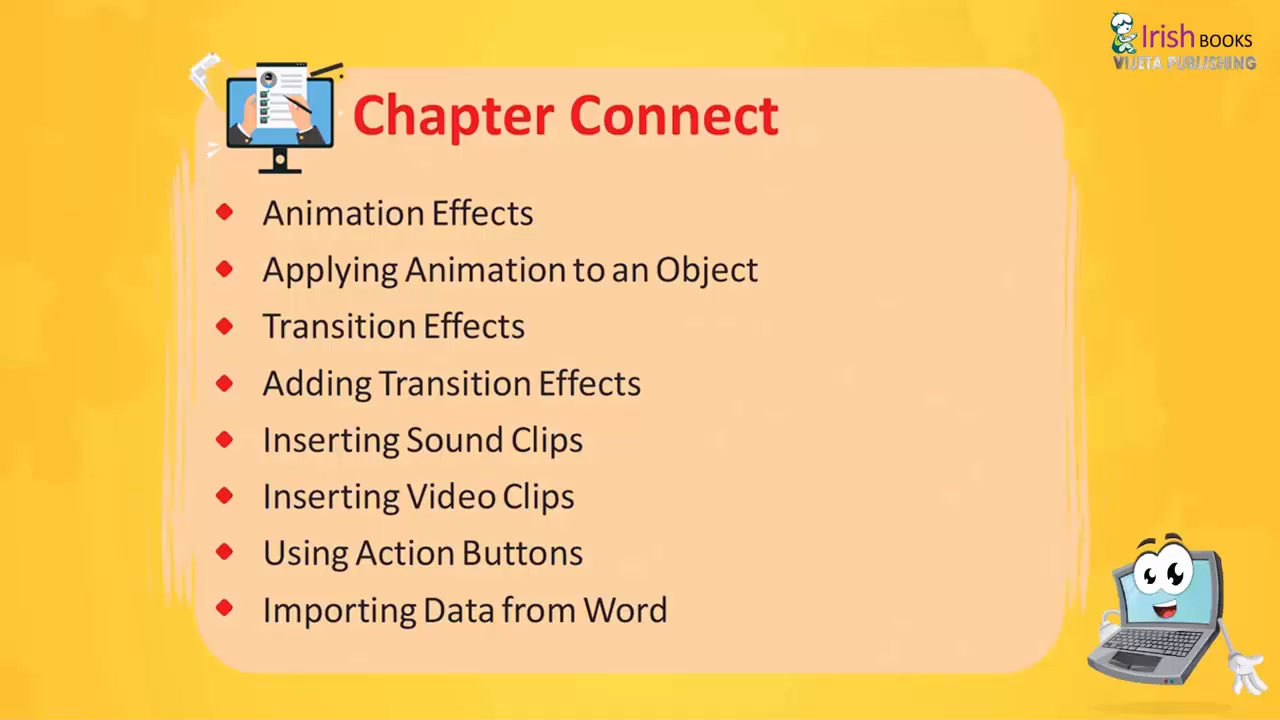 Irish BOOKS
VIJETA PUBLISHING
Chapter Connect
Animation Effects
Applying Animation to an Object
Transition Effects
Adding Transition Effects
Inserting Sound Clips
Inserting Video Clips
Using Action Buttons
Importing Data from Word